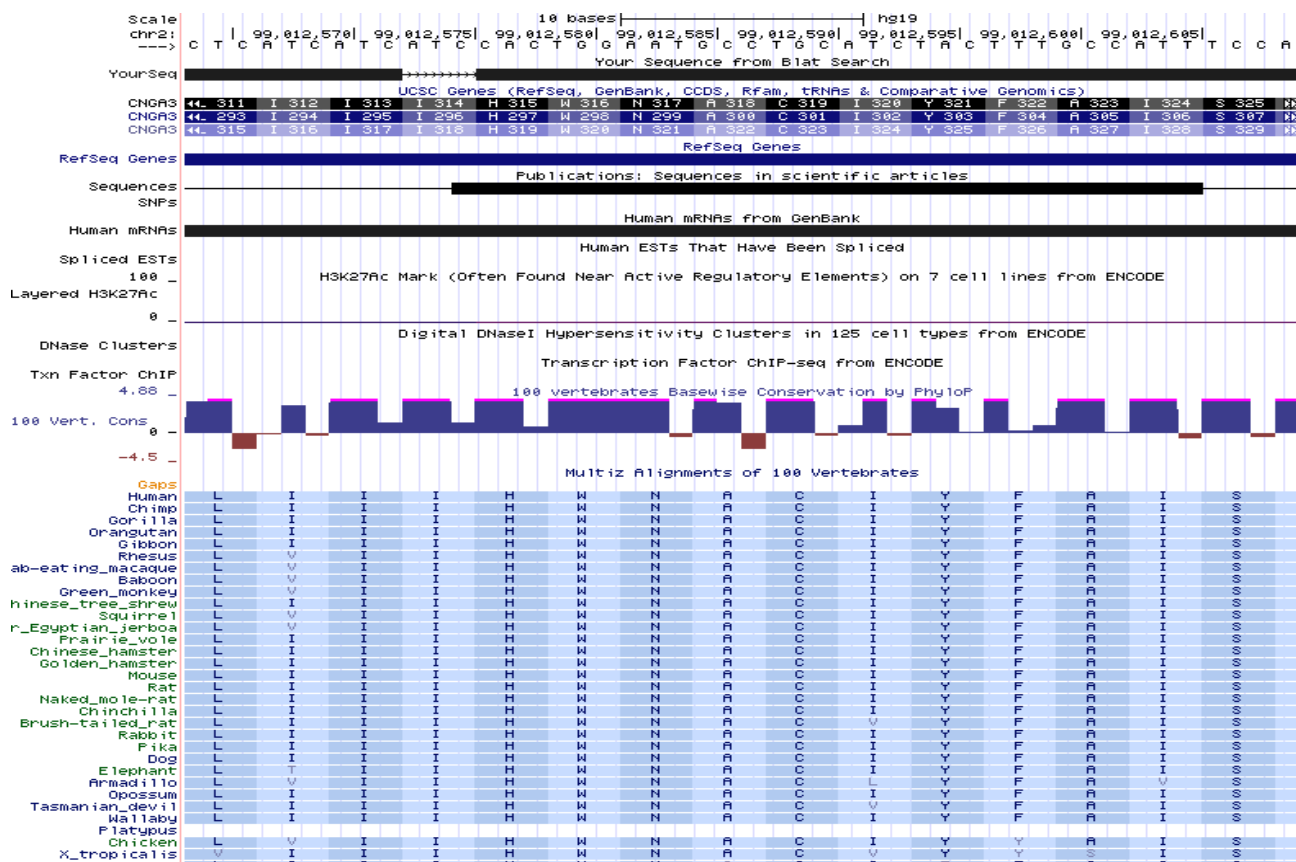 Scale 10 bases hg19
chr2: 99,012,570 99,012,575 99,012,580 99,012,585 99,012,590 99,012,595 99,012,600 99,012,605
---> C T C A T C A T C A T C C A C T G G A A T G C C T G C A T C T A C T T T G C C A T T T C C A
Your Sequence from Blat Search
YourSeq
UCSC Genes (RefSeq, GenBank, CCDS, Rfam, tRNAs & Comparative Genomics)
CNGA3 311 I 312 I 313 I 314 H 315 W 316 N 317 A 318 C 319 I 320 Y 321 F 322 A 323 I 324 S 325
CNGA3 293 I 294 I 295 I 296 H 297 W 298 N 299 A 300 C 301 I 302 Y 303 F 304 A 305 I 306 S 307
CNGA3 315 I 316 I 317 I 318 H 319 W 320 N 321 A 322 C 323 I 324 Y 325 F 326 A 327 I 328 S 329
RefSeq Genes
RefSeq Genes
Publications: Sequences in scientific articles
Sequences
SNPs
Human mRNAs from GenBank
Human mRNAs
Human ESTs That Have Been Spliced
Spliced ESTs
100 _ H3K27Ac Mark (Often Found Near Active Regulatory Elements) on 7 cell lines from ENCODE
Layered H3K27Ac
0 _
Digital DNaseI Hypersensitivity Clusters in 125 cell types from ENCODE
DNase Clusters
Transcription Factor ChIP-seq from ENCODE
Txn Factor ChIP
4.88 _ 100 vertebrates Basewise Conservation by PhyloP
100 Vert. Cons
0 _
-4.5 _
Multiz Alignments of 100 Vertebrates
Gaps
Human L I I I H W N A C I Y F A I S
Chimp L I I I H W N A C I Y F A I S
Gorilla L I I I H W N A C I Y F A I S
Orangutan L I I I H W N A C I Y F A I S
Gibbon L I I I H W N A C I Y F A I S
Rhesus L V I I H W N A C I Y F A I S
ab-eating_macaque L V I I H W N A C I Y F A I S
Baboon L V I I H W N A C I Y F A I S
Green_monkey L V I I H W N A C I Y F A I S
hinese_tree_shrew L I I I H W N A C I Y F A I S
Squirrel L V I I H W N A C I Y F A I S
r_Egyptian_jerboa L V I I H W N A C I Y F A I S
Prairie_vole L I I I H W N A C I Y F A I S
Chinese_hamster L I I I H W N A C I Y F A I S
Golden_hamster L I I I H W N A C I Y F A I S
Mouse L I I I H W N A C I Y F A I S
Rat L I I I H W N A C I Y F A I S
Naked_mole-rat L I I I H W N A C I Y F A I S
Chinchilla L I I I H W N A C I Y F A I S
Brush-tailed_rat L I I I H W N A C V Y F A I S
Rabbit L I I I H W N A C I Y F A I S
Pika L I I I H W N A C I Y F A I S
Dog L I I I H W N A C I Y F A I S
Elephant L T I I H W N A C I Y F A I S
Armadillo L V I I H W N A C L Y F A V S
Opossum L I I I H W N A C I Y F A I S
Tasmanian_devil L I I I H W N A C V Y F A I S
Wallaby L I I I H W N A C I Y F A I S
Platypus
Chicken L V I I H W N A C I Y Y A I S
X_tropicalis V I I I H W N A C V Y Y S I S